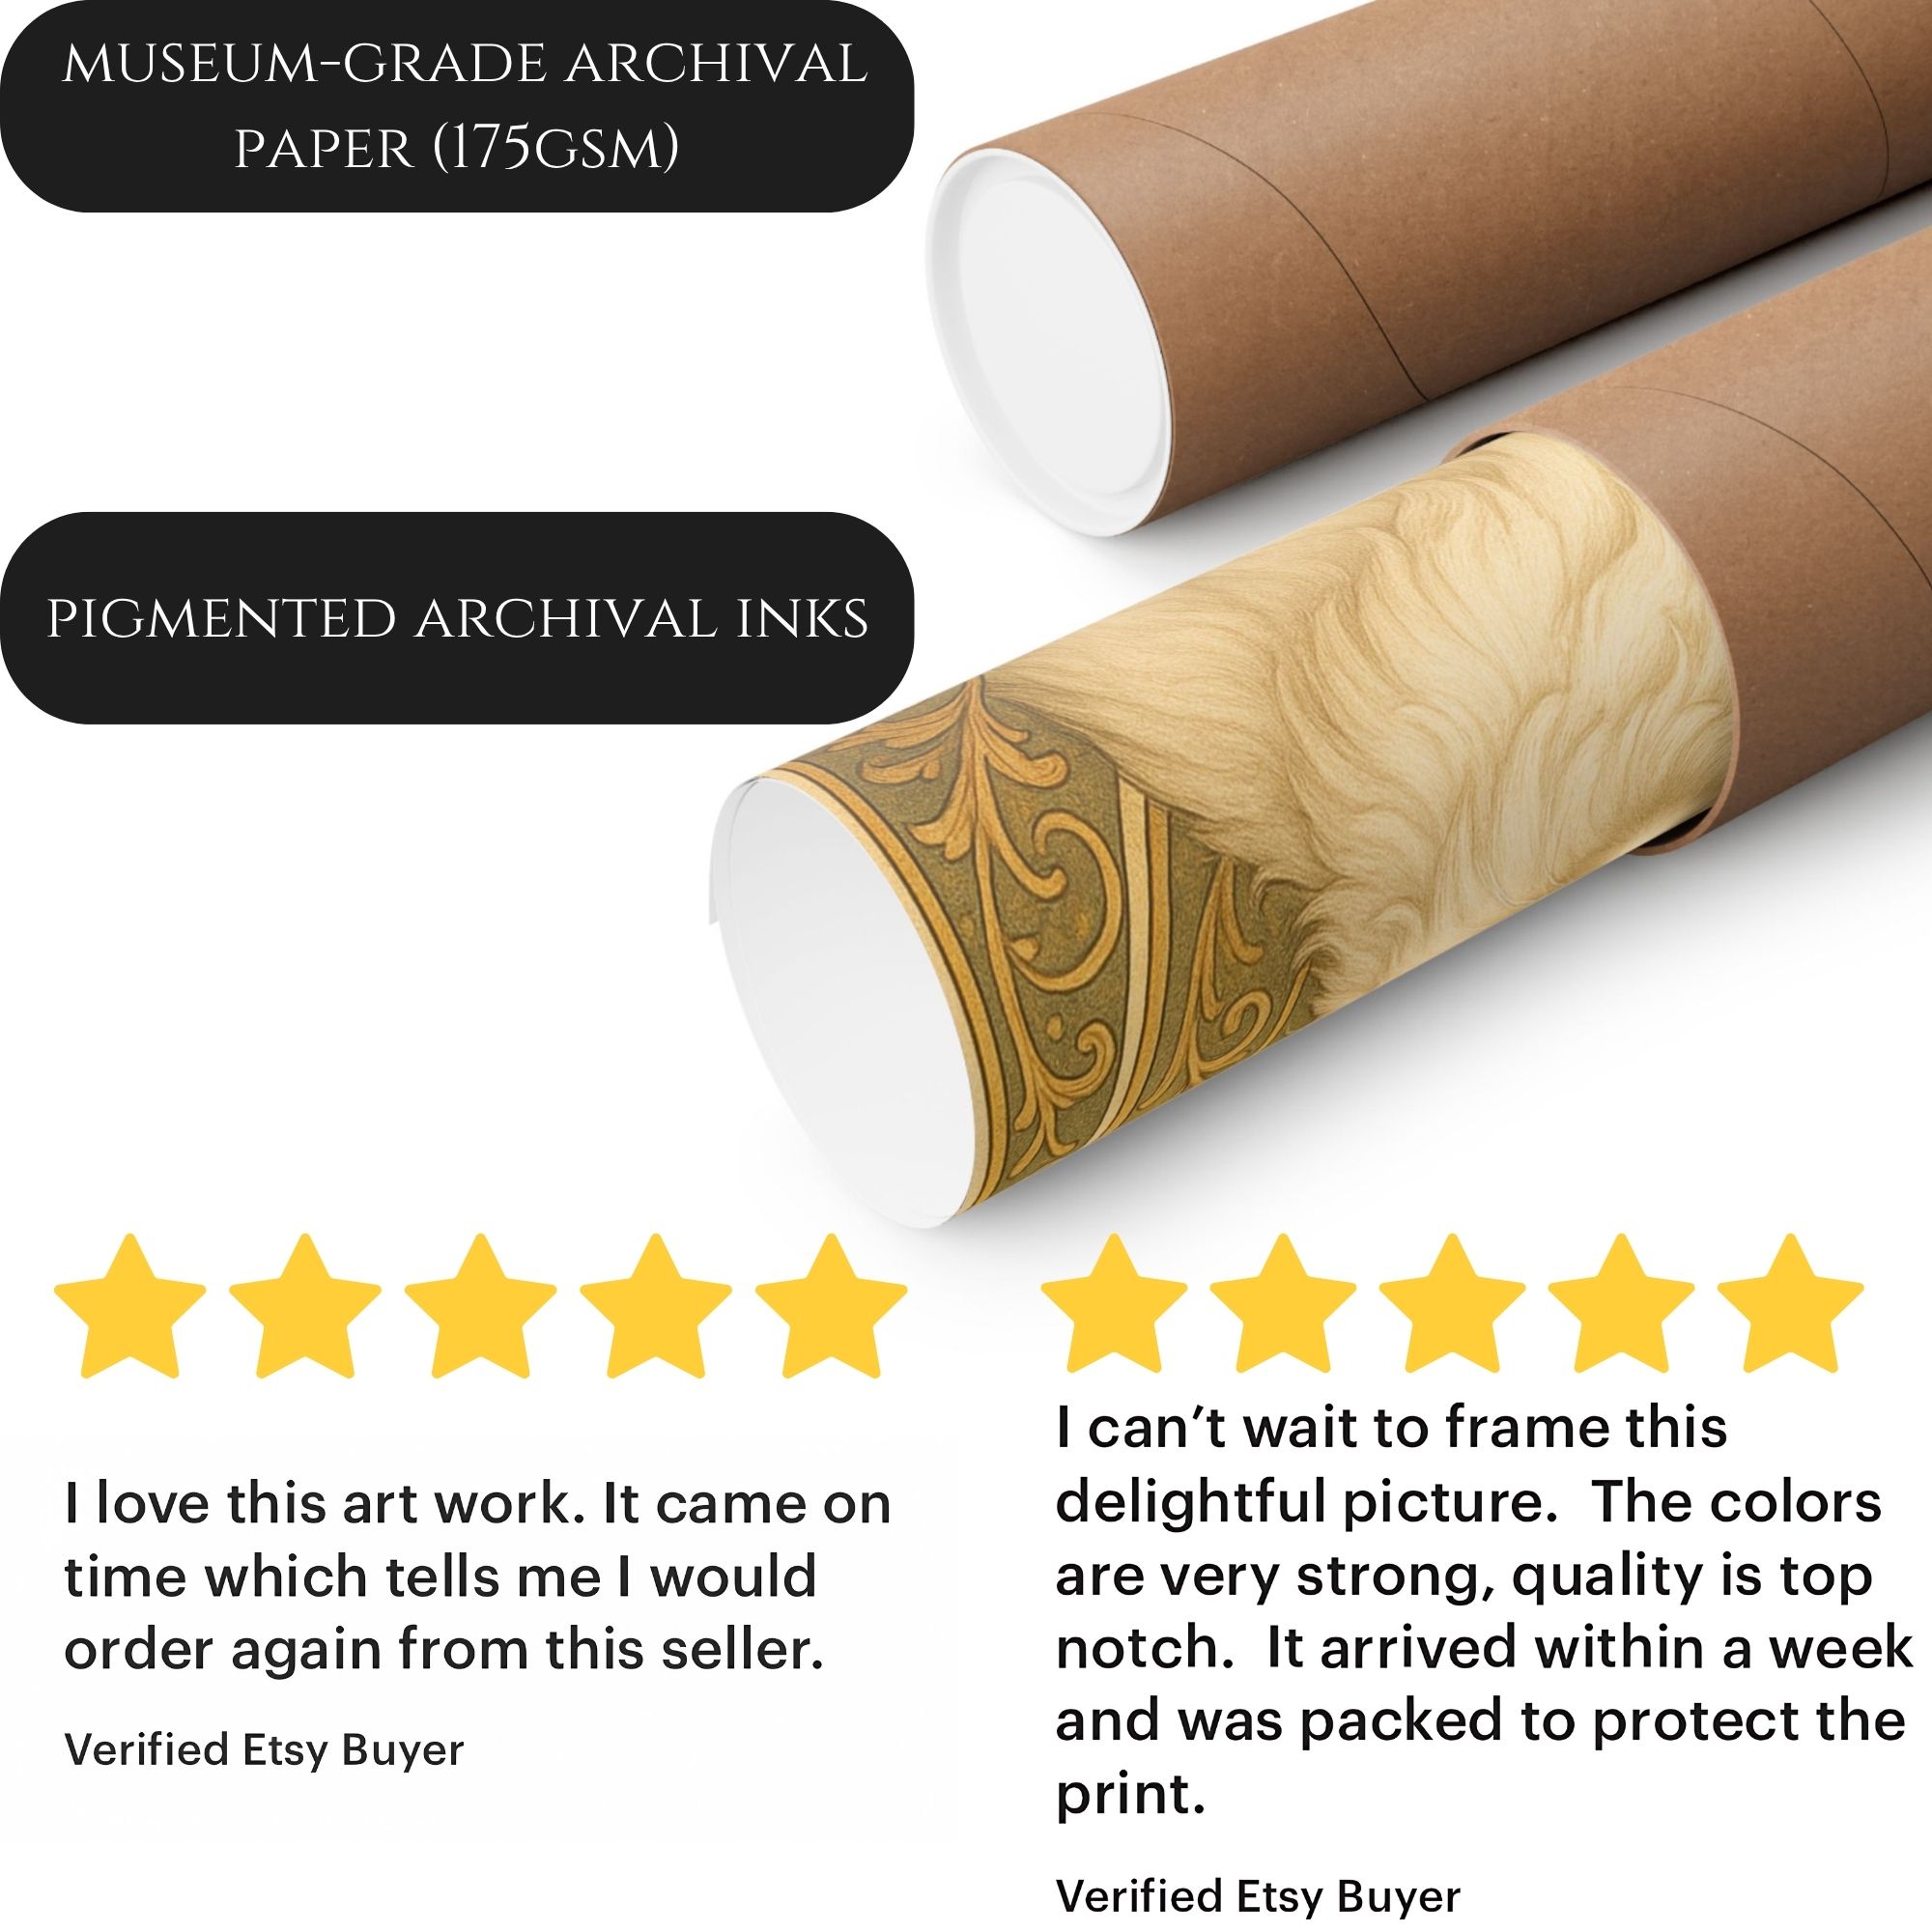 MUSEUM-GRADE ARCHIVAL
PAPER (175GSM)
PIGMENTED ARCHIVAL INKS
I love this art work. It came on
time which tells me I would
order again from this seller.
Verified Etsy Buyer
I can’t wait to frame this
delightful picture.  The colors
are very strong, quality is top
notch.  It arrived within a week
and was packed to protect the
print.
Verified Etsy Buyer